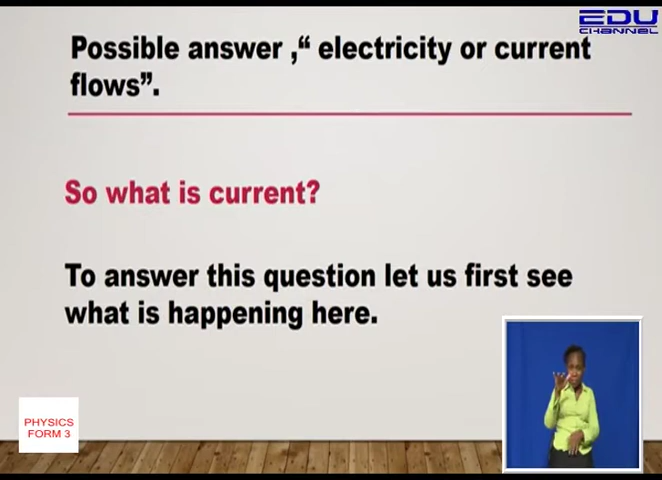 EDU
CHANNEL
Possible answer ,“ electricity or current
flows”.
So what is current?
To answer this question let us first see
what is happening here.
PHYSICS
FORM 3